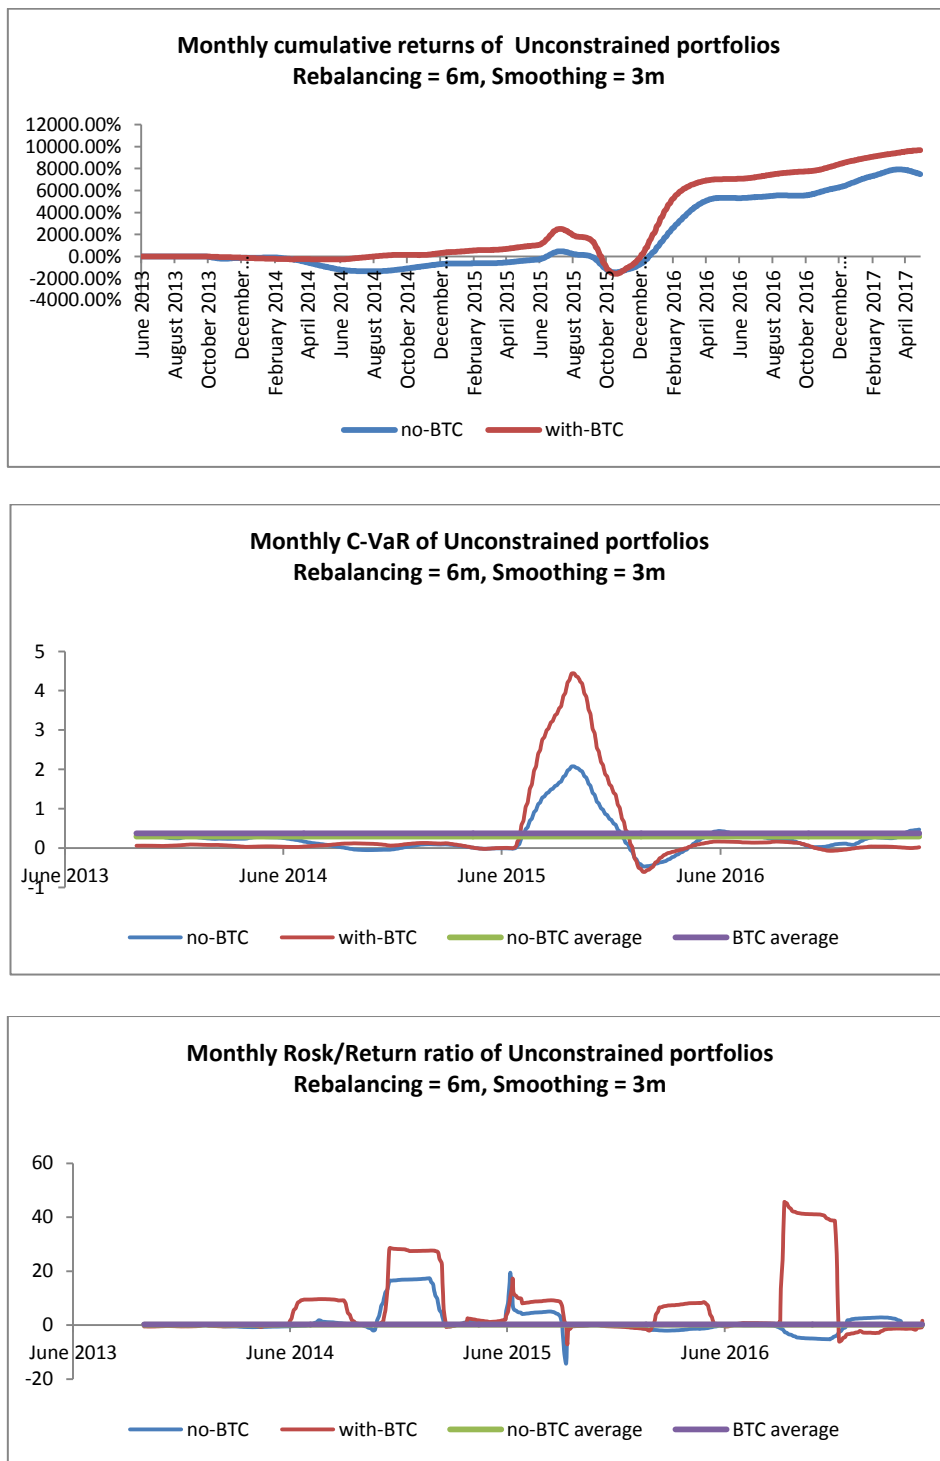 Monthly cumulative returns of  Unconstrained portfolios
Rebalancing = 6m, Smoothing = 3m
12000.00%
10000.00%
8000.00%
6000.00%
4000.00%
2000.00%
0.00%
-2000.00%
-4000.00%
June 2013
August 2013
October 2013
December…
February 2014
April 2014
June 2014
August 2014
October 2014
December…
February 2015
April 2015
June 2015
August 2015
October 2015
December…
February 2016
April 2016
June 2016
August 2016
October 2016
December…
February 2017
April 2017
no-BTC with-BTC
Monthly C-VaR of Unconstrained portfolios
Rebalancing = 6m, Smoothing = 3m
5
4
3
2
1
0
-1
June 2013 June 2014 June 2015 June 2016
no-BTC with-BTC no-BTC average BTC average
Monthly Rosk/Return ratio of Unconstrained portfolios
Rebalancing = 6m, Smoothing = 3m
60
40
20
0
-20
June 2013 June 2014 June 2015 June 2016
no-BTC with-BTC no-BTC average BTC average